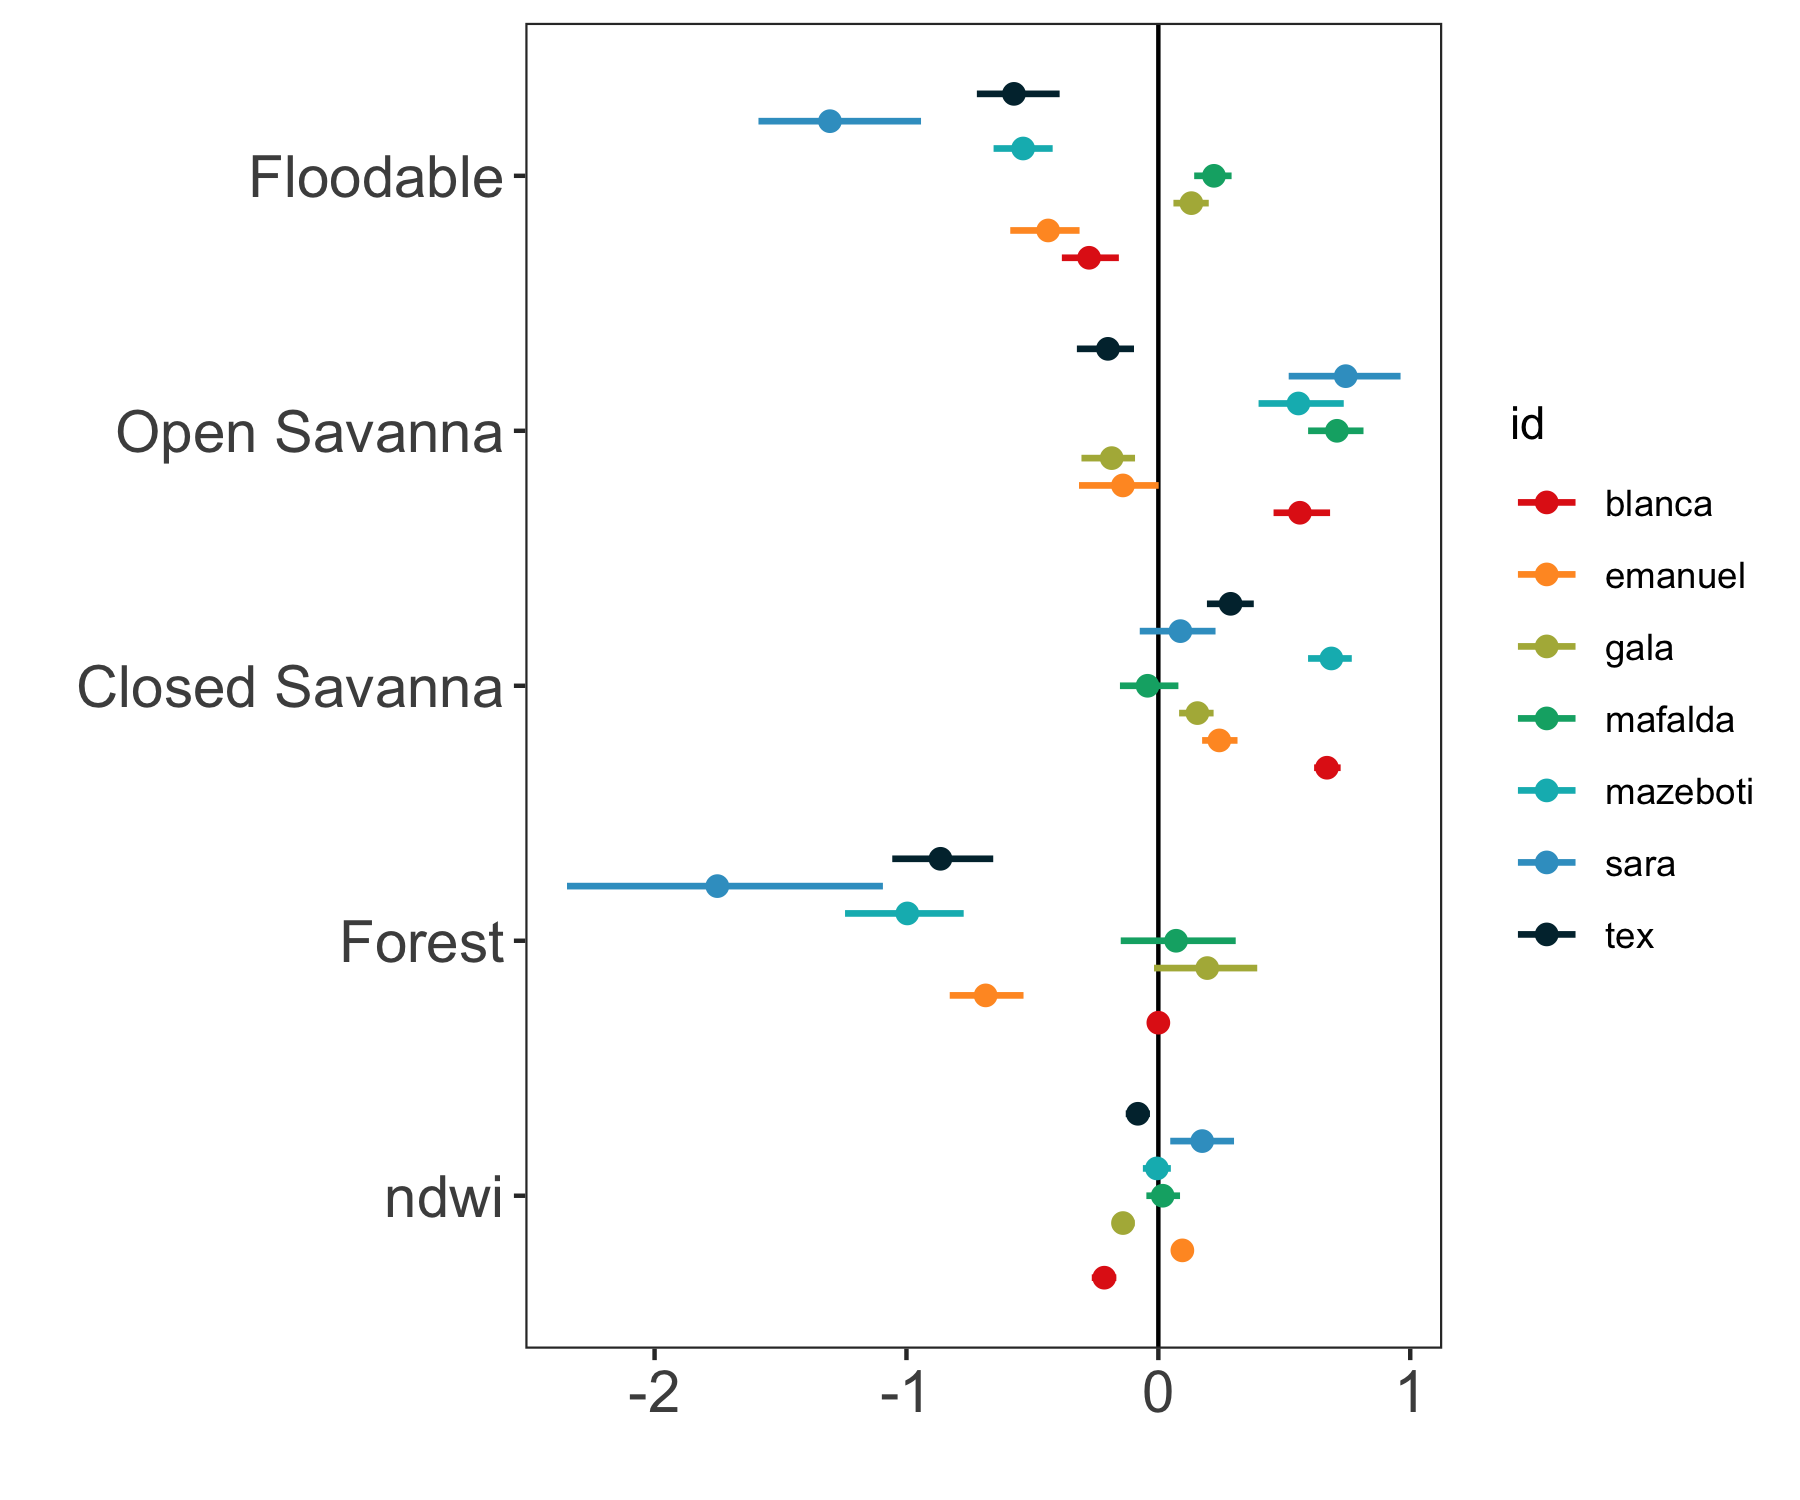 Floodable
Open Savanna
Closed Savanna
Forest
ndwi
-2 -1 0 1
id
blanca
emanuel
gala
mafalda
mazeboti
sara
tex